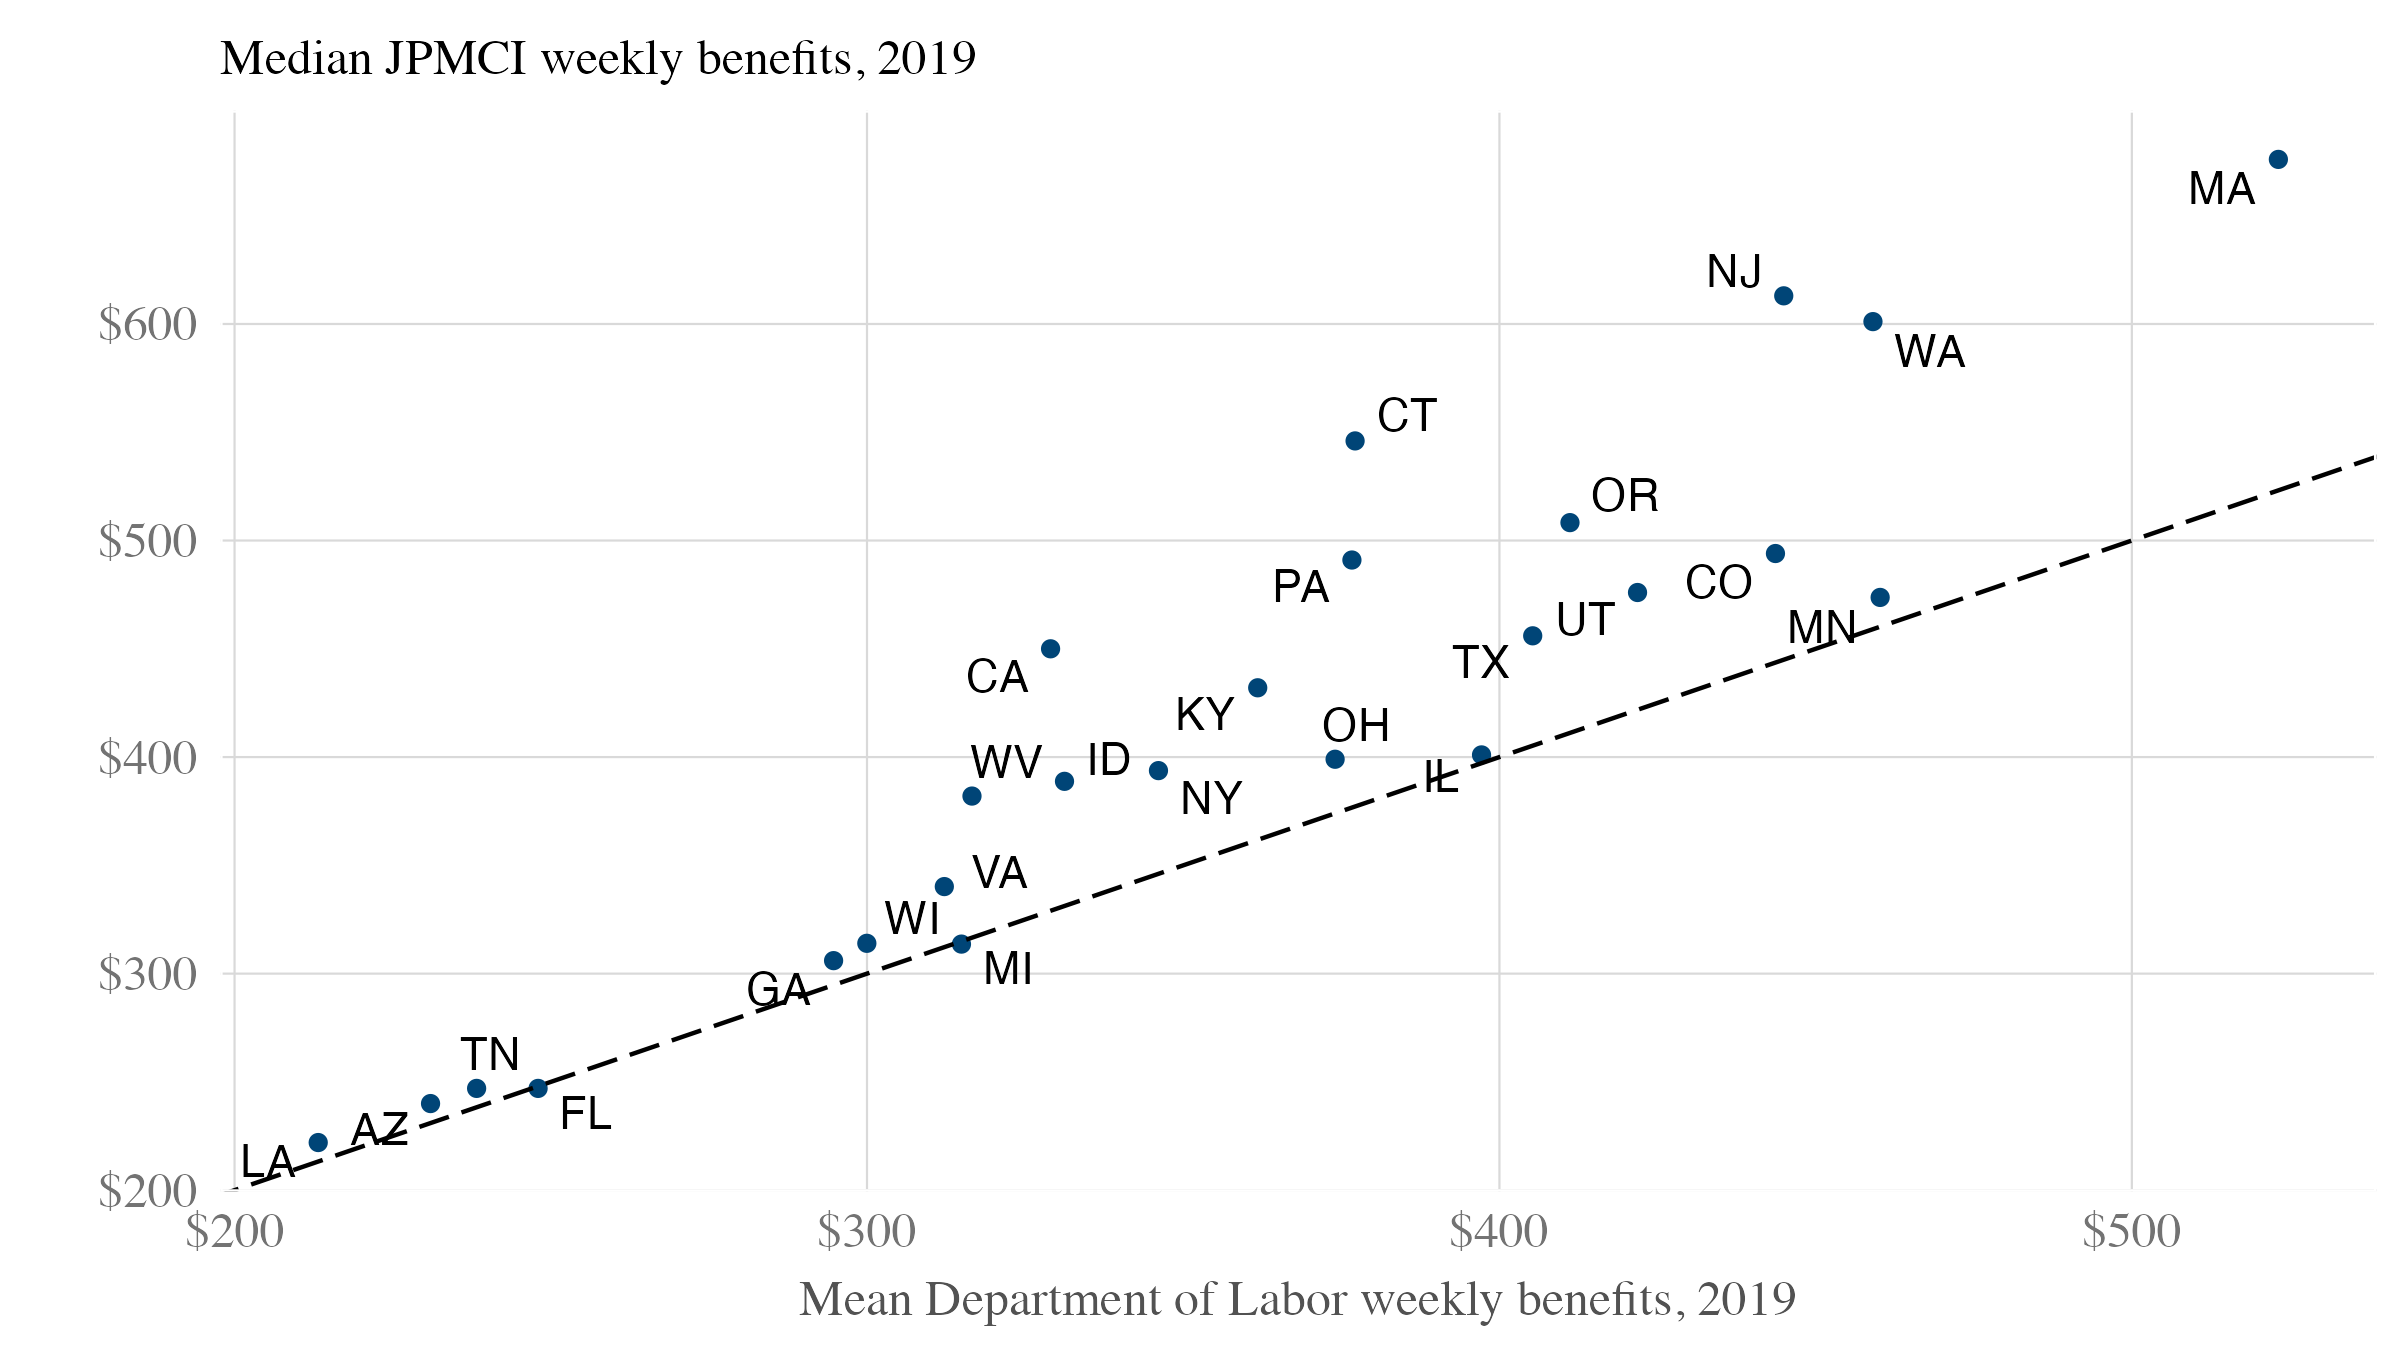 Median JPMCI weekly benefits, 2019
MA
NJ
$600
WA
CT
OR
$500
PA
CO
UT
MN
TX
CA
KY
OH
$400
WV
ID
IL
NY
VA
WI
$300
MI
GA
TN
FL
AZ
LA
$200
$200 $300 $400 $500
Mean Department of Labor weekly benefits, 2019